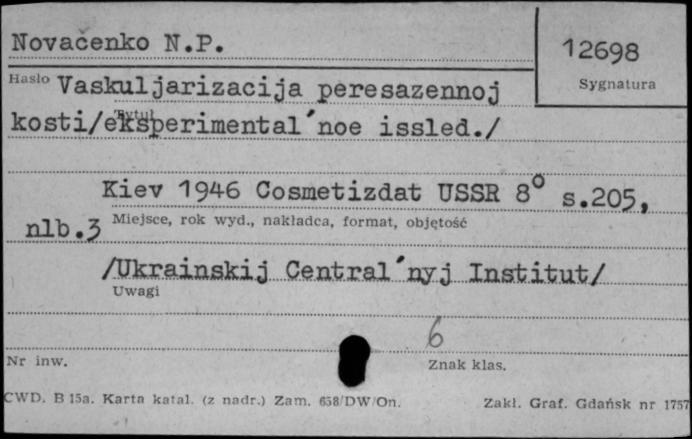 Novačenko N.P.
12698
Sygnatura
Hasło Vaskuljarizacija peresazennoj
Tytuł
kosti/eksperimental´noe issled./
Kiev 1946 Cosmetizdat USSR 8° s.205,
nlb.3 Miejsce, rok wyd., nakładca, format, objętość
/Ukrainskij Central´nyj Institut/
Uwagi
6
Nr inw.
Znak klas.
CWD. B 15a. Karta katal. (z nadr.) Zam. 658/DW/On. Zakł. Graf. Gdańsk nr 1757